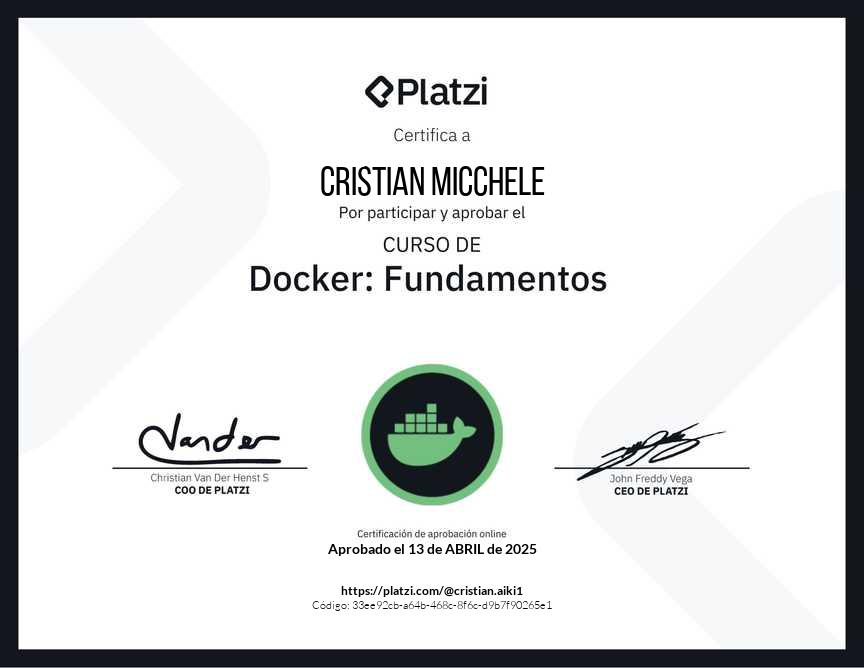 Platzi
Certifica a
CRISTIAN MICCHELE
Por participar y aprobar el
CURSO DE
Docker: Fundamentos
Vander
Christian Van Der Henst S
COO DE PLATZI
John Freddy Vega
CEO DE PLATZI
Certificación de aprobación online
Aprobado el 13 de ABRIL de 2025
https://platzi.com/@cristian.aiki1
Código: 33ee92cb-a64b-468c-8f6c-d9b7f90265e1